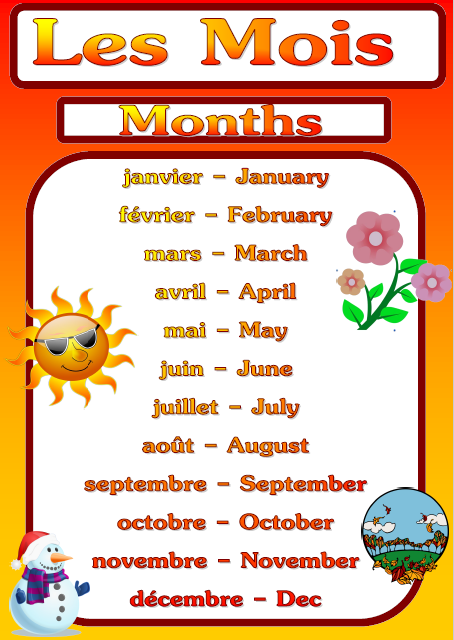 Les Mois
Months
janvier – January
février – February
mars – March
avril – April
mai – May
juin – June
juillet – July
août – August
septembre – September
octobre – October
novembre – November
décembre – Dec